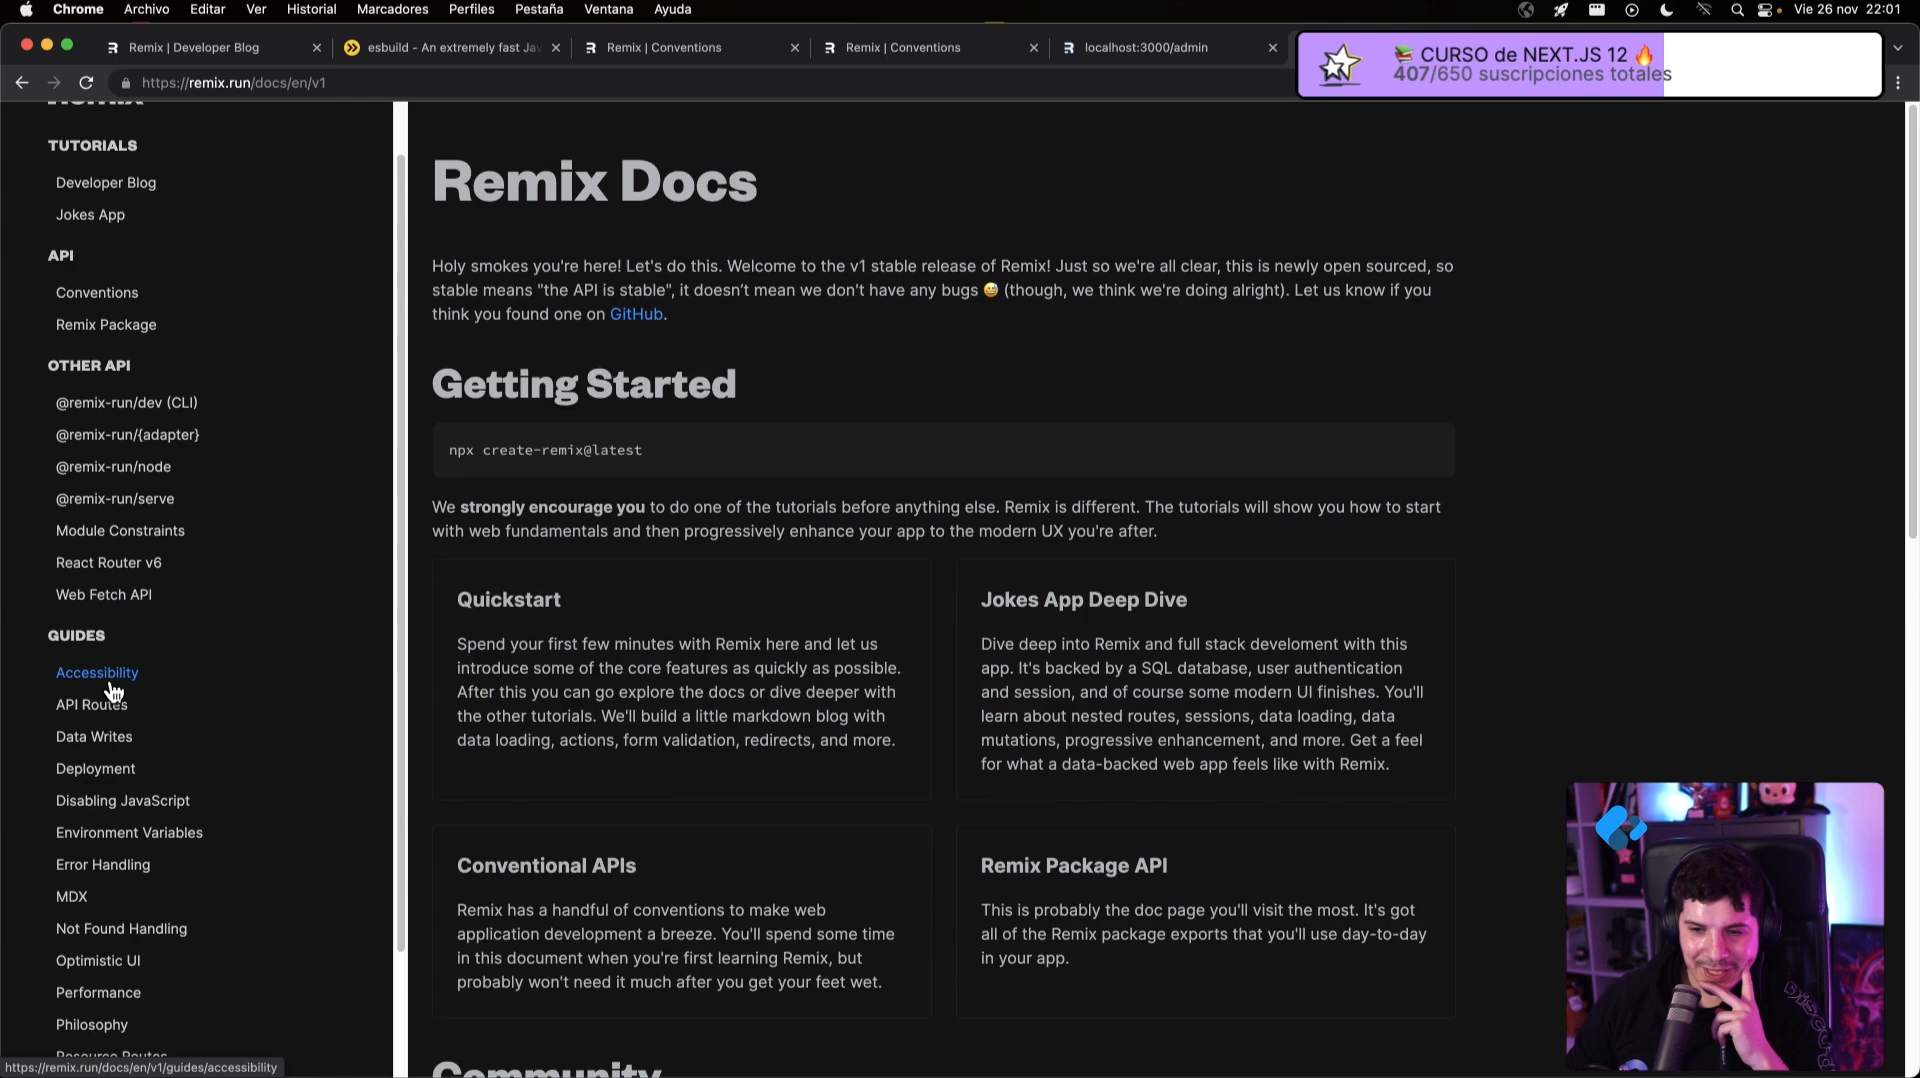 Chrome Archivo Editar Ver Historial Marcadores Perfiles Pestaña Ventana Ayuda Vie 26 nov 22:01
Remix | Developer Blog
esbuild - An extremely fast Jav
Remix | Conventions
Remix | Conventions
localhost:3000/admin
📚 CURSO de NEXT.JS 12 🔥
407/650 suscripciones totales
https://remix.run/docs/en/v1
TUTORIALS
Developer Blog
Jokes App
API
Conventions
Remix Package
OTHER API
@remix-run/dev (CLI)
@remix-run/{adapter}
@remix-run/node
@remix-run/serve
Module Constraints
React Router v6
Web Fetch API
GUIDES
Accessibility
API Routes
Data Writes
Deployment
Disabling JavaScript
Environment Variables
Error Handling
MDX
Not Found Handling
Optimistic UI
Performance
Philosophy
Resource Routes
https://remix.run/docs/en/v1/guides/accessibility
Remix Docs
Holy smokes you're here! Let's do this. Welcome to the v1 stable release of Remix! Just so we're all clear, this is newly open sourced, so
stable means "the API is stable", it doesn’t mean we don't have any bugs 😅 (though, we think we're doing alright). Let us know if you
think you found one on GitHub.
Getting Started
npx create-remix@latest
We strongly encourage you to do one of the tutorials before anything else. Remix is different. The tutorials will show you how to start
with web fundamentals and then progressively enhance your app to the modern UX you're after.
Quickstart
Spend your first few minutes with Remix here and let us
introduce some of the core features as quickly as possible.
After this you can go explore the docs or dive deeper with
the other tutorials. We'll build a little markdown blog with
data loading, actions, form validation, redirects, and more.
Jokes App Deep Dive
Dive deep into Remix and full stack develoment with this
app. It's backed by a SQL database, user authentication
and session, and of course some modern UI finishes. You'll
learn about nested routes, sessions, data loading, data
mutations, progressive enhancement, and more. Get a feel
for what a data-backed web app feels like with Remix.
Conventional APIs
Remix has a handful of conventions to make web
application development a breeze. You'll spend some time
in this document when you're first learning Remix, but
probably won't need it much after you get your feet wet.
Remix Package API
This is probably the doc page you'll visit the most. It's got
all of the Remix package exports that you'll use day-to-day
in your app.
Community